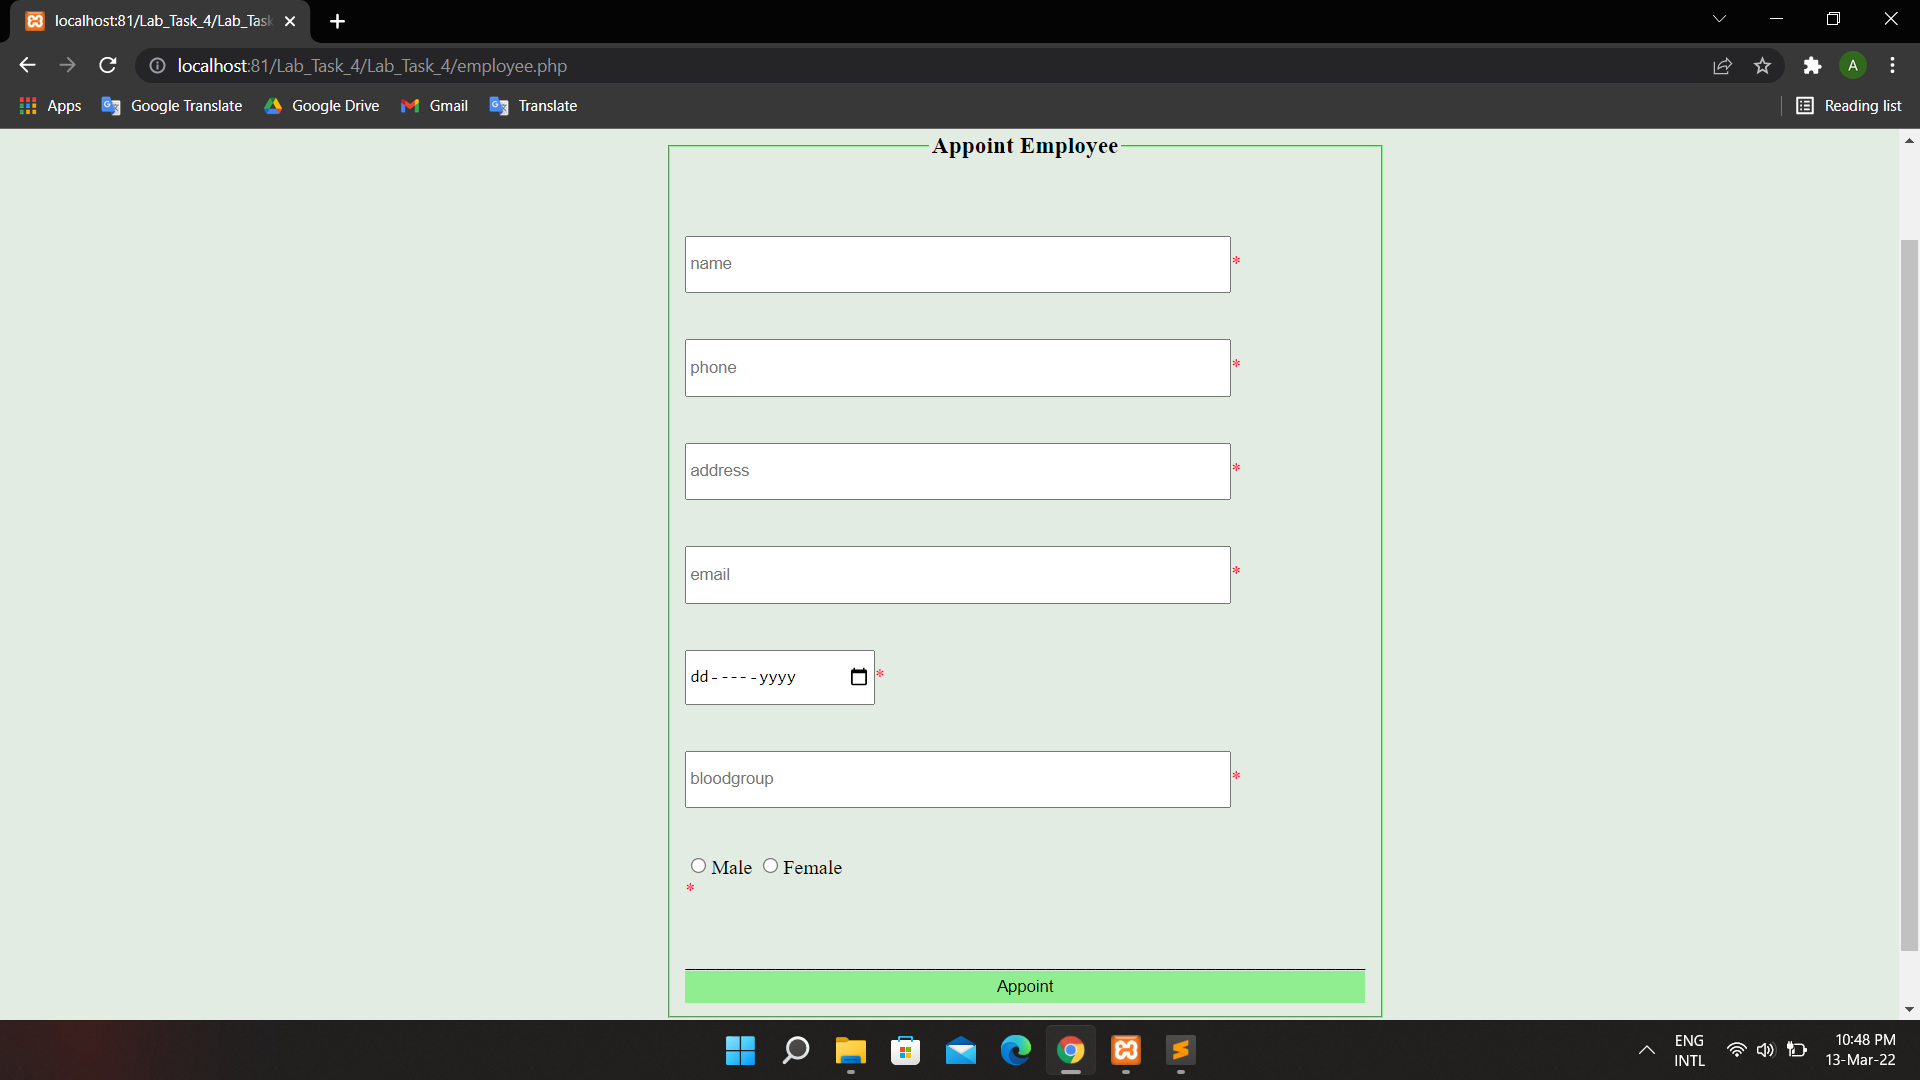 localhost:81/Lab_Task_4/Lab_Task
localhost:81/Lab_Task_4/Lab_Task_4/employee.php
A
Apps
Google Translate
Google Drive
Gmail
Translate
Reading list
Appoint Employee
name
*
phone
*
address
*
email
*
dd-----yyyy
*
bloodgroup
*
Male
Female
*
Appoint
ENG
INTL
10:48 PM
13-Mar-22